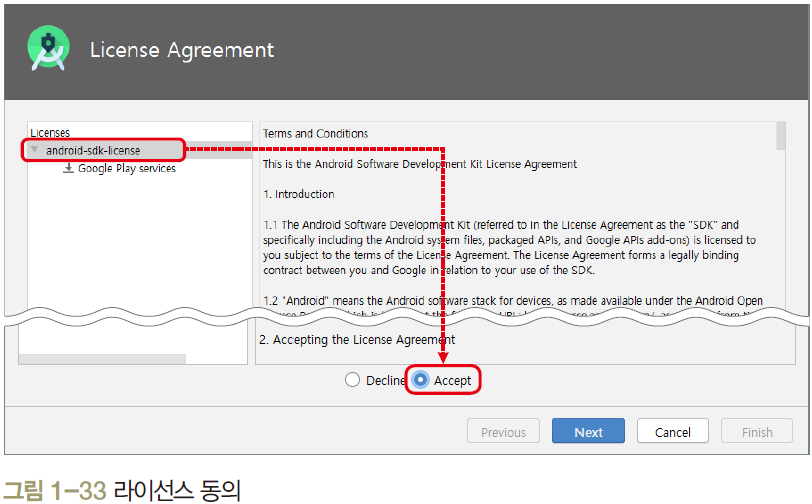 License Agreement
Licenses
android-sdk-license
Google Play services
Terms and Conditions
This is the Android Software Development Kit License Agreement
1. Introduction
1.1 The Android Software Development Kit (referred to in the License Agreement as the "SDK" and
specifically including the Android system files, packaged APIs, and Google APIs add-ons) is licensed to
you subject to the terms of the License Agreement. The License Agreement forms a legally binding
contract between you and Google in relation to your use of the SDK.
1.2 "Android" means the Android software stack for devices, as made available under the Android Open
2. Accepting the License Agreement
Decline Accept
Previous Next Cancel Finish
그림 1-33 라이선스 동의